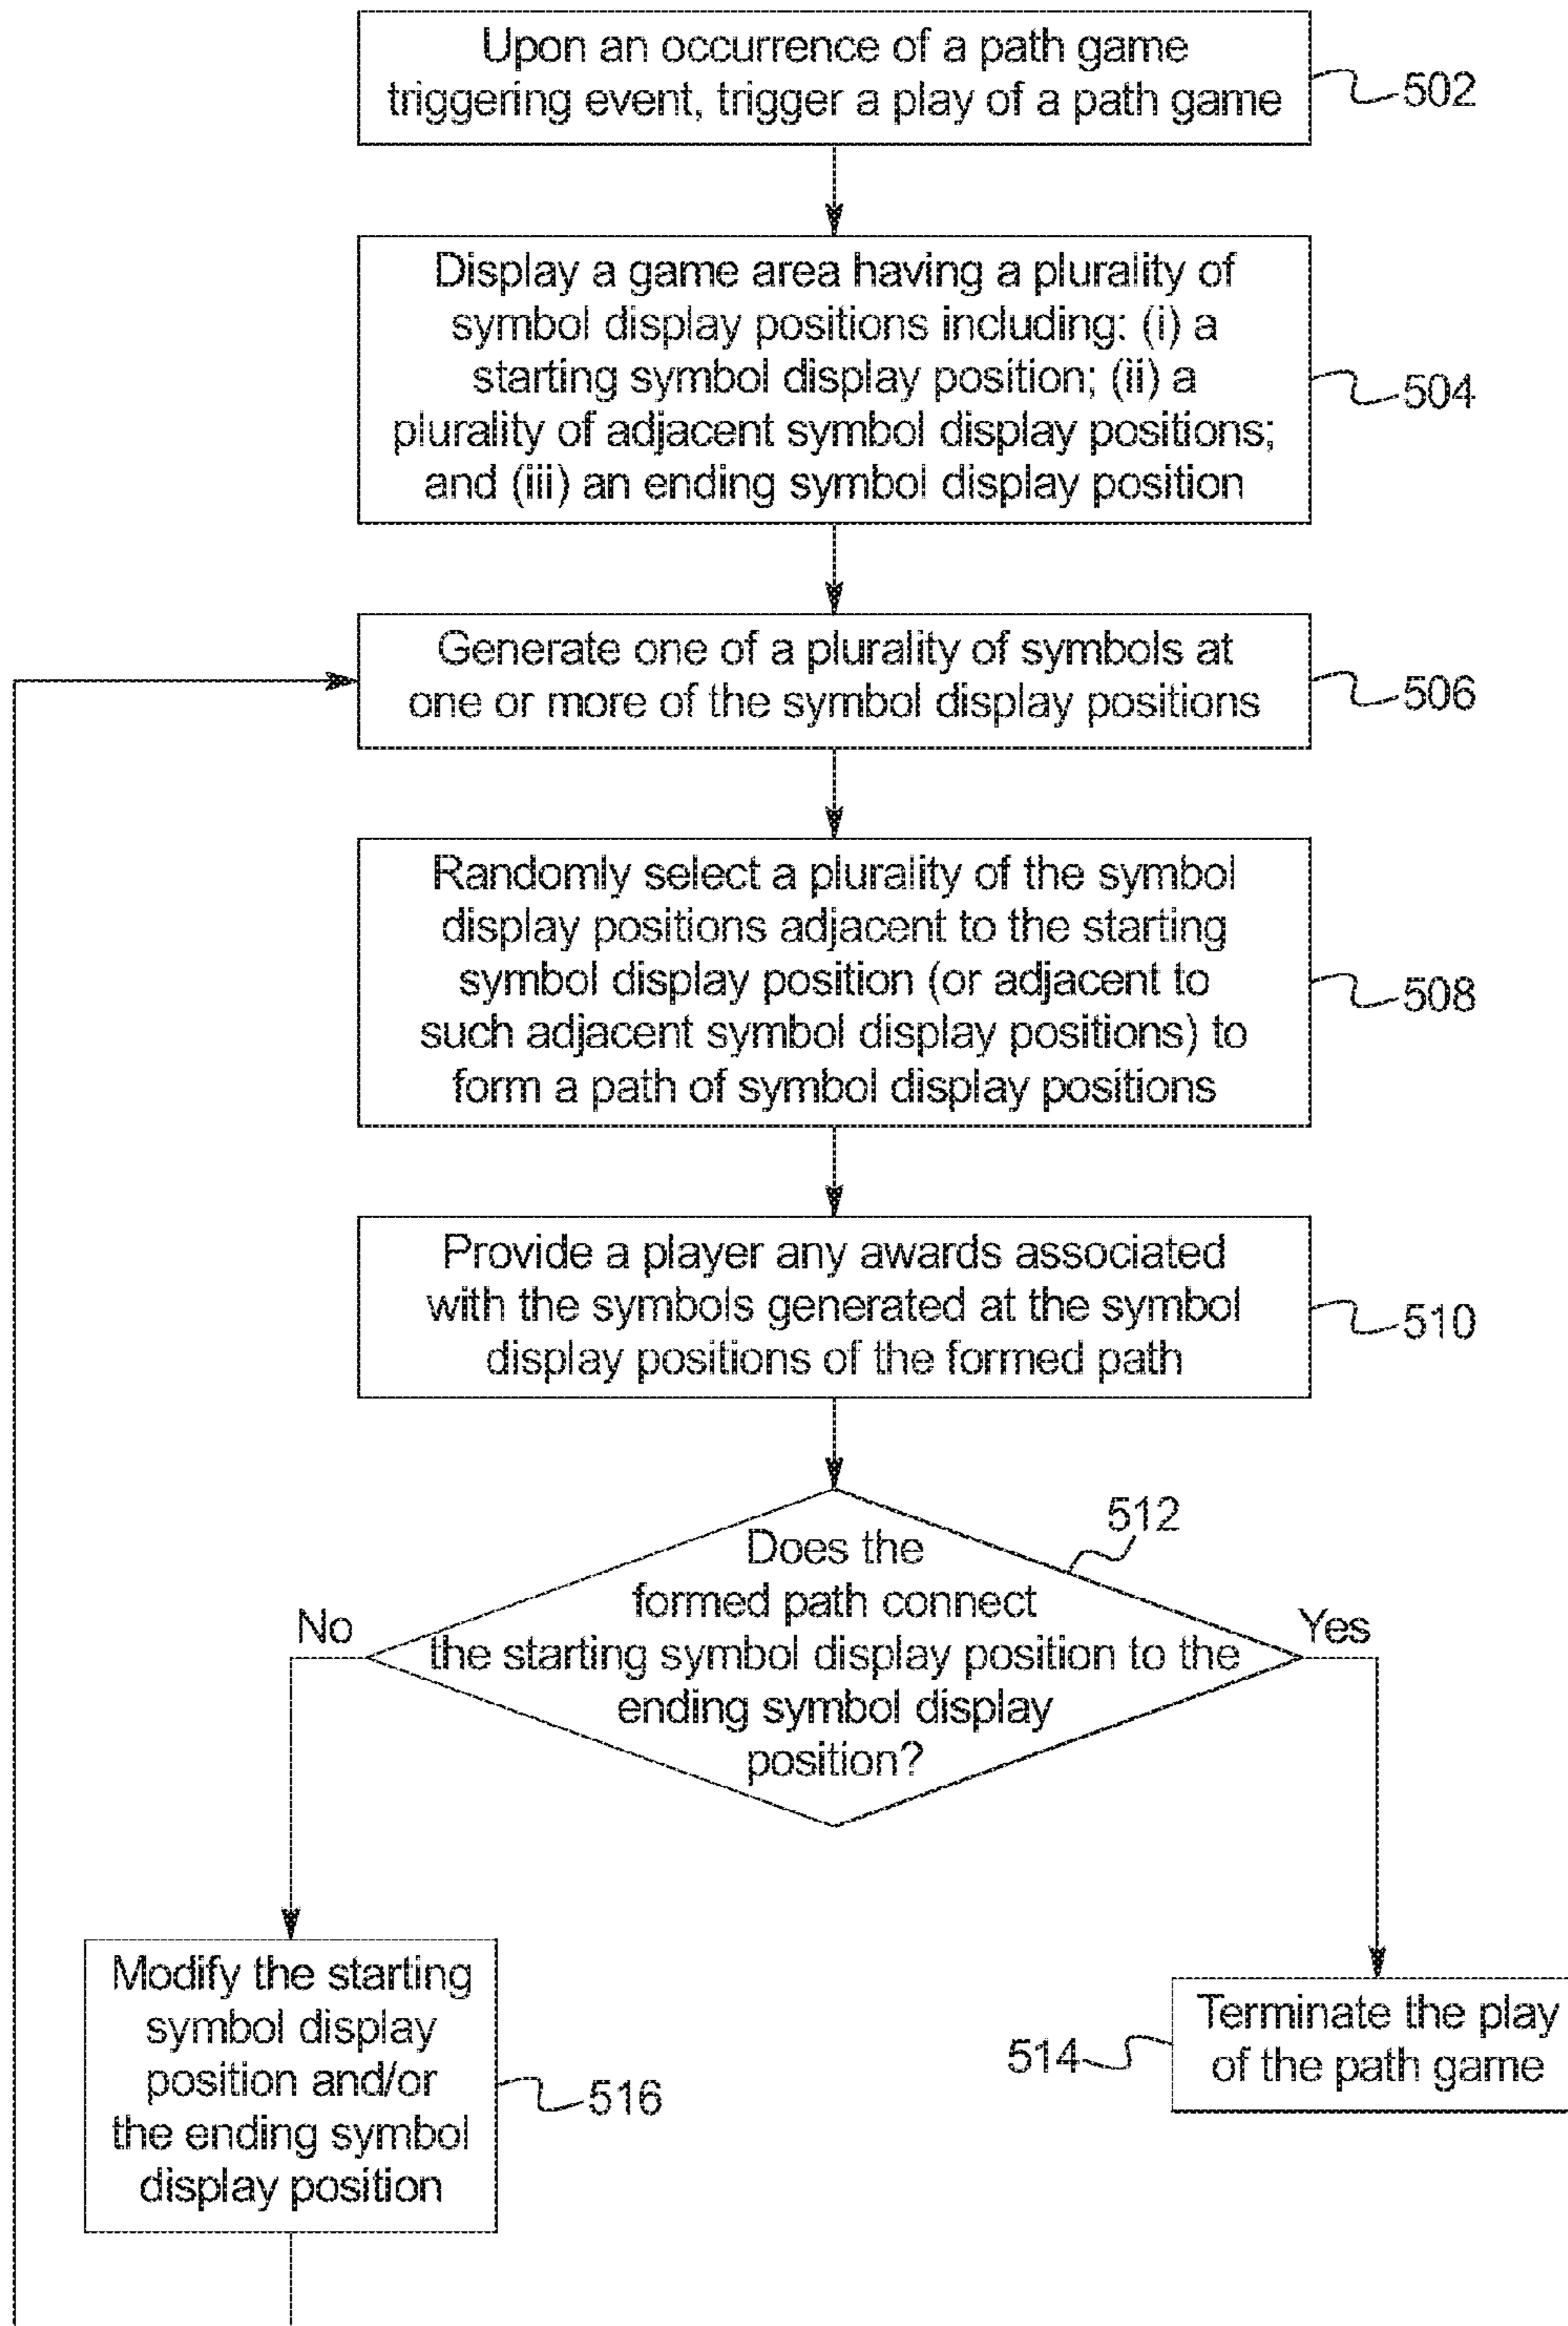 Upon an occurrence of a path game
triggering event, trigger a play of a path game
502
Display a game area having a plurality of
symbol display positions including: (i) a
starting symbol display position; (ii) a
plurality of adjacent symbol display positions;
and (iii) an ending symbol display position
504
Generate one of a plurality of symbols at
one or more of the symbol display positions
506
Randomly select a plurality of the symbol
display positions adjacent to the starting
symbol display position (or adjacent to
such adjacent symbol display positions) to
form a path of symbol display positions
508
Provide a player any awards associated
with the symbols generated at the symbol
display positions of the formed path
510
512
Does the
formed path connect
the starting symbol display position to the
ending symbol display
position?
No
Yes
Modify the starting
symbol display
position and/or
the ending symbol
display position
516
Terminate the play
of the path game
514